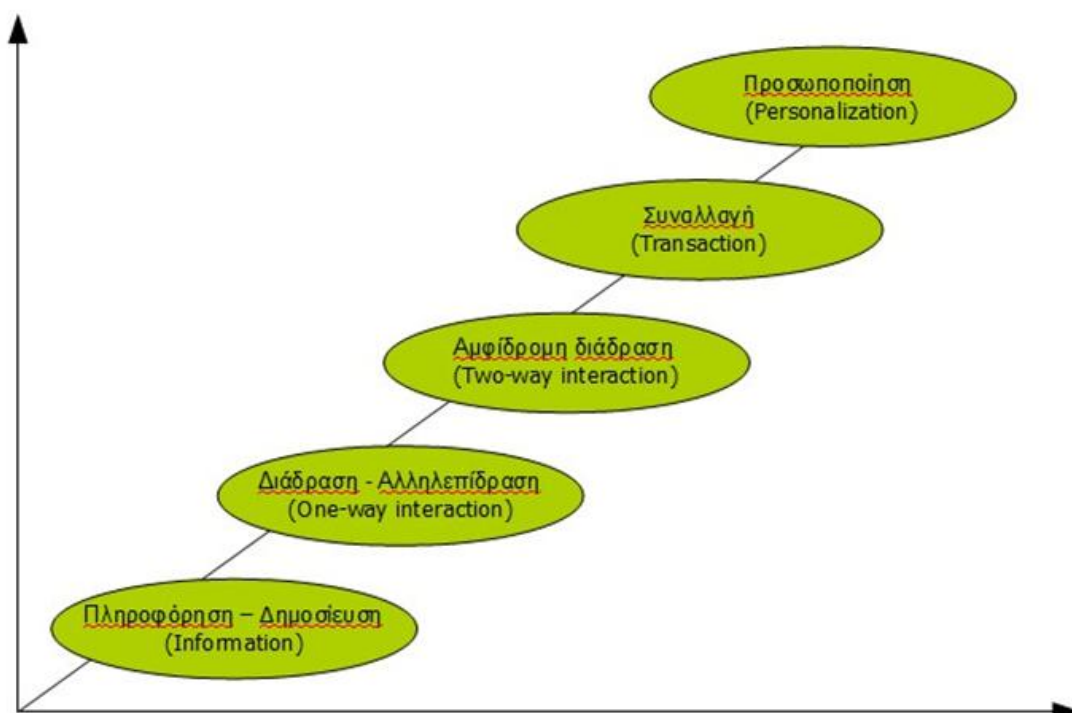 Προσωποποίηση
(Personalization)
Συναλλαγή
(Transaction)
Αμφίδρομη διάδραση
(Two-way interaction)
Διάδραση - Αλληλεπίδραση
(One-way interaction)
Πληροφόρηση – Δημοσίευση
(Information)